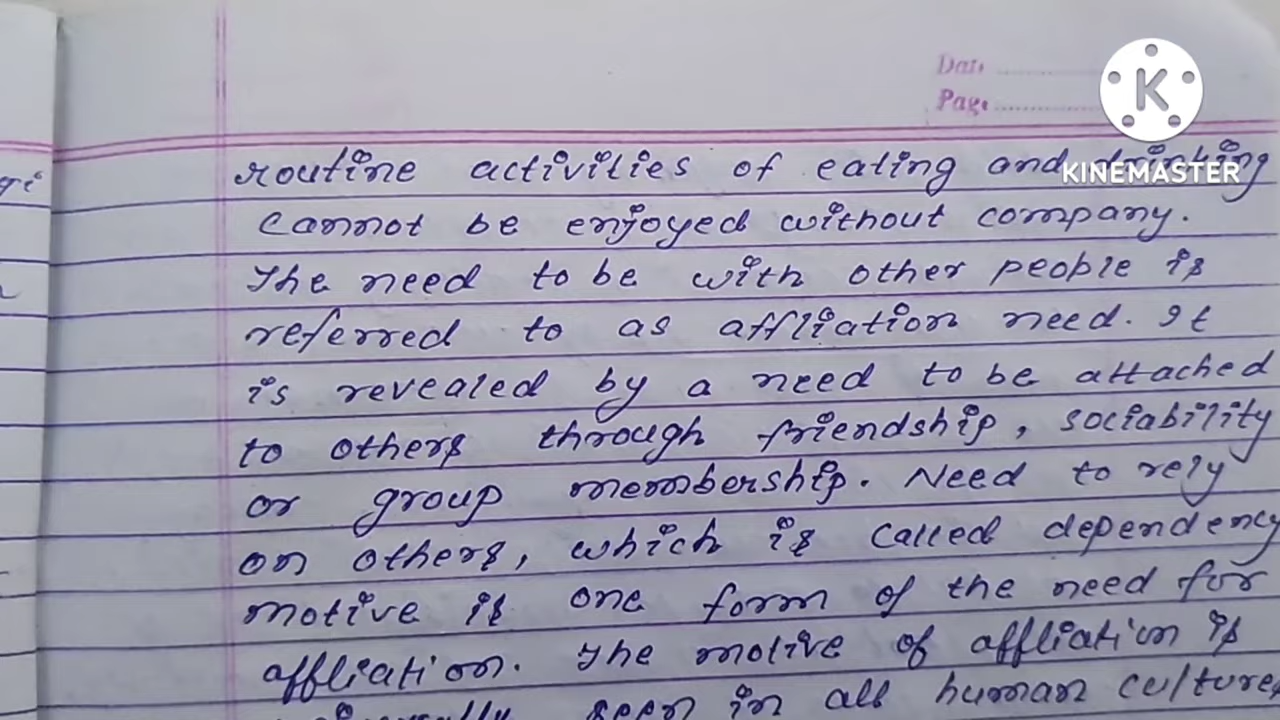 Date
Page
K
KINEMASTER
routine activities of eating and drinking
cannot be enjoyed without company.
The need to be with other people is
referred to as affliation need. It
is revealed by a need to be attached
to others through friendship, sociability
or group membership. Need to rely
on others, which is called dependency
motive is one form of the need for
affliation. The motive of affliation is
seen in all human culture